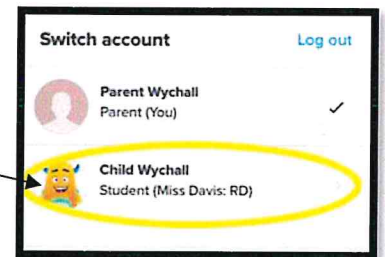 Switch account
Log out
Parent Wychall
Parent (You)
Child Wychall
Student (Miss Davis: RD)